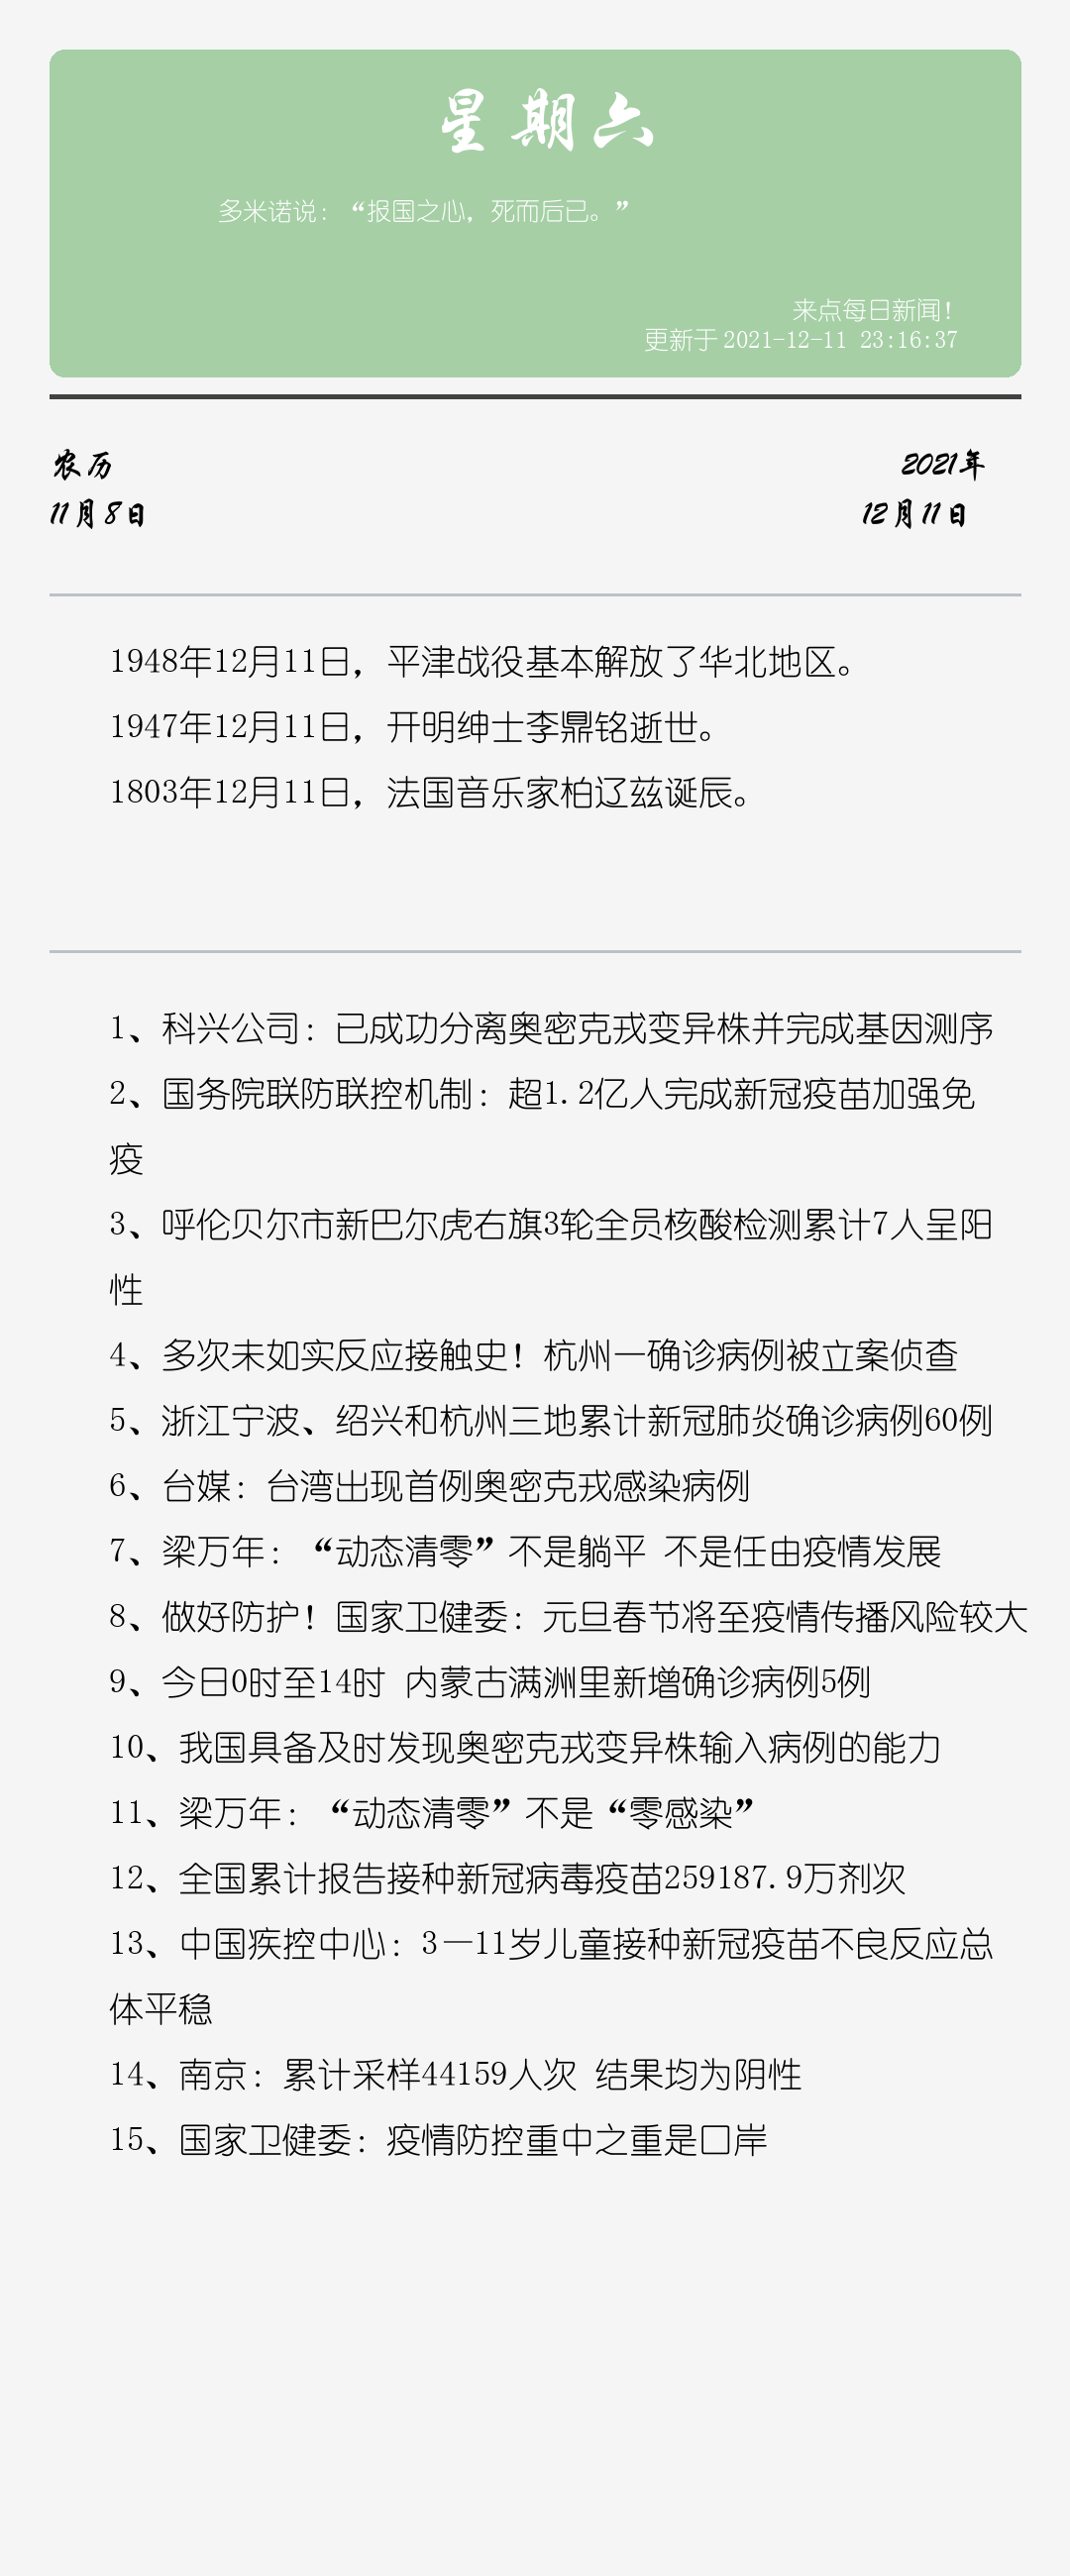 星期六
多米诺说：“报国之心，死而后已。”
来点每日新闻！
更新于 2021-12-11 23:16:37
农历
2021年
11月8日
12月11日
1948年12月11日，平津战役基本解放了华北地区。
1947年12月11日，开明绅士李鼎铭逝世。
1803年12月11日，法国音乐家柏辽兹诞辰。
1、科兴公司：已成功分离奥密克戎变异株并完成基因测序
2、国务院联防联控机制：超1.2亿人完成新冠疫苗加强免
疫
3、呼伦贝尔市新巴尔虎右旗3轮全员核酸检测累计7人呈阳
性
4、多次未如实反应接触史！杭州一确诊病例被立案侦查
5、浙江宁波、绍兴和杭州三地累计新冠肺炎确诊病例60例
6、台媒：台湾出现首例奥密克戎感染病例
7、梁万年：“动态清零”不是躺平 不是任由疫情发展
8、做好防护！国家卫健委：元旦春节将至疫情传播风险较大
9、今日0时至14时 内蒙古满洲里新增确诊病例5例
10、我国具备及时发现奥密克戎变异株输入病例的能力
11、梁万年：“动态清零”不是“零感染”
12、全国累计报告接种新冠病毒疫苗259187.9万剂次
13、中国疾控中心：3—11岁儿童接种新冠疫苗不良反应总
体平稳
14、南京：累计采样44159人次 结果均为阴性
15、国家卫健委：疫情防控重中之重是口岸